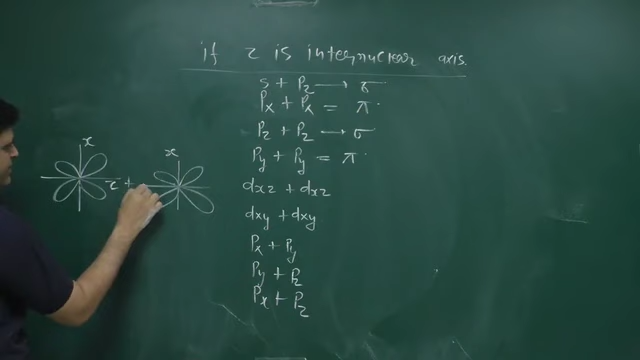 if z is internuclear axis.
s + Pz → σ
Px + Px = π
Pz + Pz → σ
Py + Py = π
dxz + dxz
dxy + dxy
Px + Py
Py + Pz
Px + Pz
x x
z +